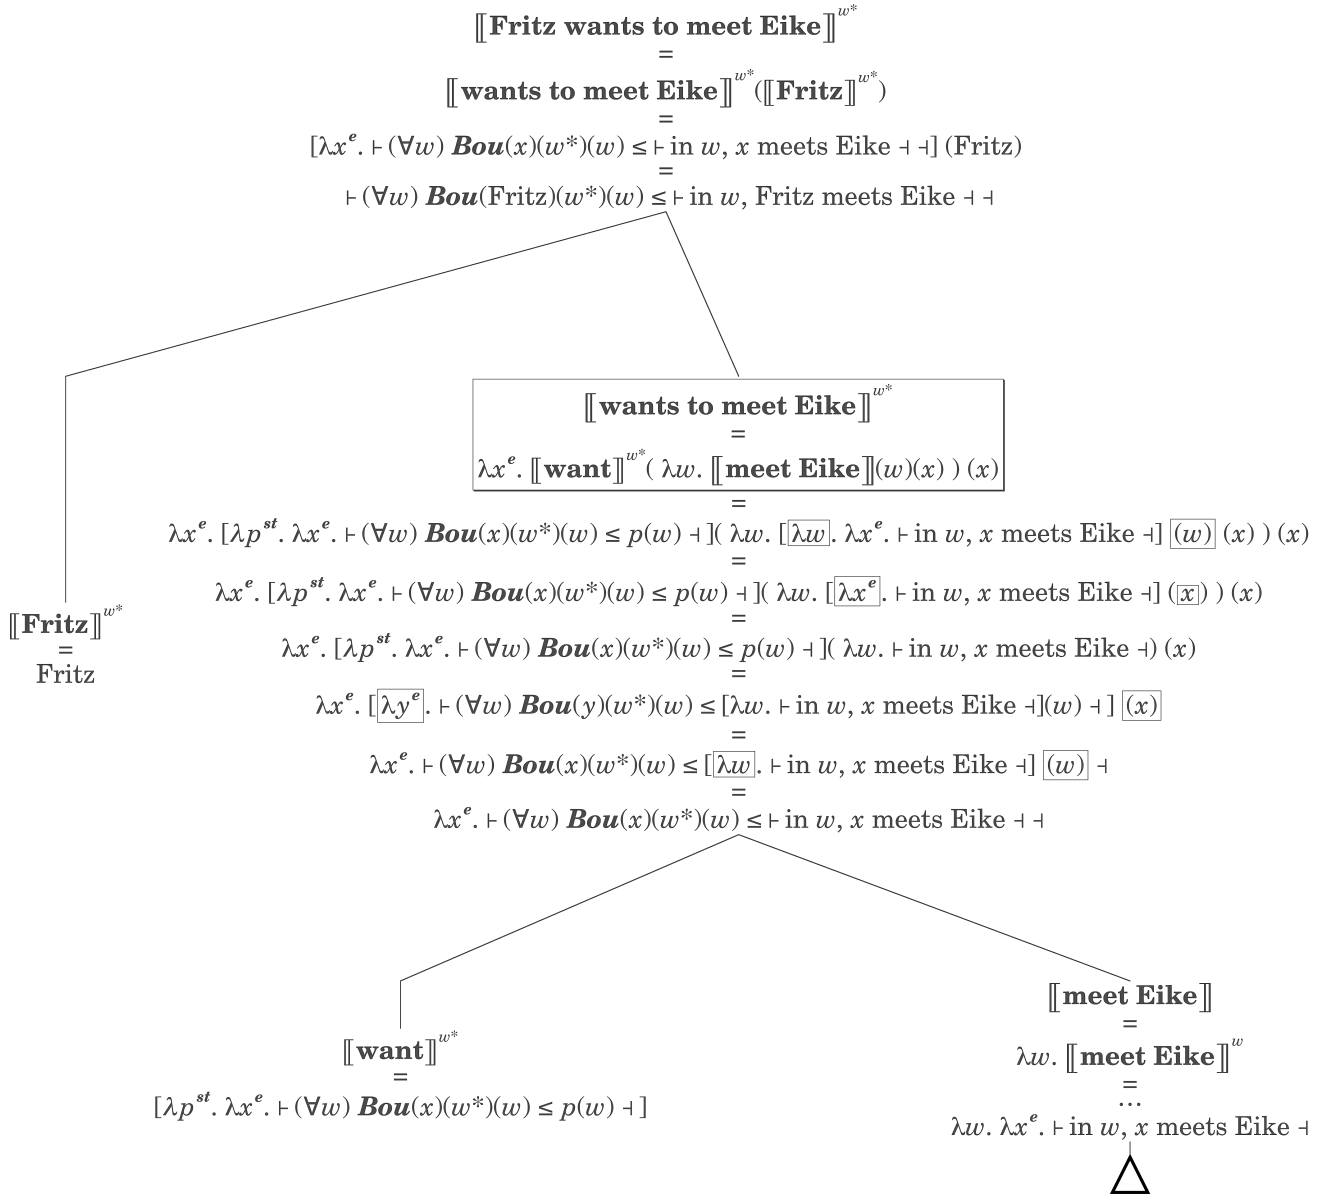 ⟦Fritz wants to meet Eike⟧^w*
=
⟦wants to meet Eike⟧^w*(⟦Fritz⟧^w*)
=
[λx^e. ⊢(∀w) Bou(x)(w*)(w) ≤ ⊢ in w, x meets Eike ⊣ ⊣] (Fritz)
=
⊢(∀w) Bou(Fritz)(w*)(w) ≤ ⊢ in w, Fritz meets Eike ⊣ ⊣
⟦wants to meet Eike⟧^w*
=
λx^e. ⟦want⟧^w*( λw. ⟦meet Eike⟧(w)(x) ) (x)
=
λx^e. [λp^st. λx^e. ⊢(∀w) Bou(x)(w*)(w) ≤ p(w) ⊣]( λw. [λw. λx^e. ⊢ in w, x meets Eike ⊣] (w) (x) ) (x)
=
λx^e. [λp^st. λx^e. ⊢(∀w) Bou(x)(w*)(w) ≤ p(w) ⊣]( λw. [λx^e. ⊢ in w, x meets Eike ⊣] (x) ) (x)
=
λx^e. [λp^st. λx^e. ⊢(∀w) Bou(x)(w*)(w) ≤ p(w) ⊣]( λw. ⊢ in w, x meets Eike ⊣) (x)
=
λx^e. [λy^e. ⊢(∀w) Bou(y)(w*)(w) ≤ [λw. ⊢ in w, x meets Eike ⊣](w) ⊣] (x)
=
λx^e. ⊢(∀w) Bou(x)(w*)(w) ≤ [λw. ⊢ in w, x meets Eike ⊣] (w) ⊣
=
λx^e. ⊢(∀w) Bou(x)(w*)(w) ≤ ⊢ in w, x meets Eike ⊣ ⊣
⟦Fritz⟧^w*
=
Fritz
⟦want⟧^w*
=
[λp^st. λx^e. ⊢(∀w) Bou(x)(w*)(w) ≤ p(w) ⊣]
⟦meet Eike⟧
=
λw. ⟦meet Eike⟧^w
=
...
λw. λx^e. ⊢ in w, x meets Eike ⊣